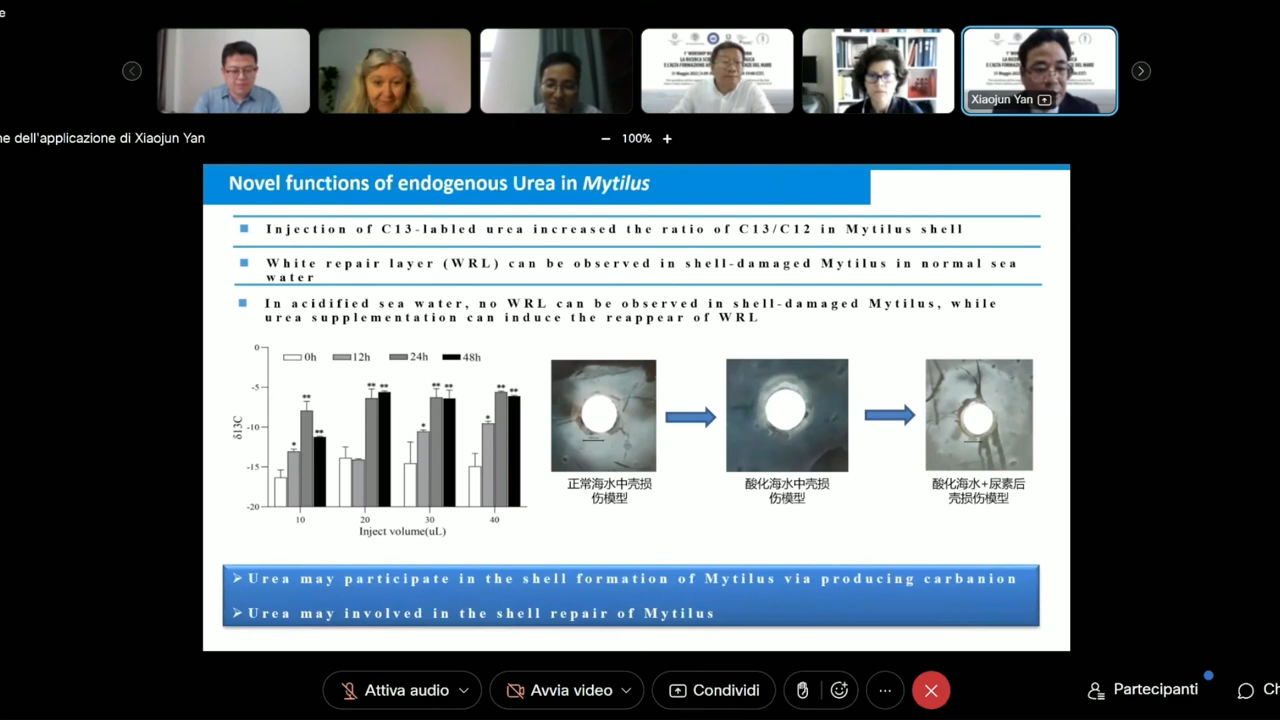 e
Xiaojun Yan
ne dell'applicazione di Xiaojun Yan
− 100% +
Novel functions of endogenous Urea in Mytilus
Injection of C13-labled urea increased the ratio of C13/C12 in Mytilus shell
White repair layer (WRL) can be observed in shell-damaged Mytilus in normal sea
water
In acidified sea water, no WRL can be observed in shell-damaged Mytilus, while
urea supplementation can induce the reappear of WRL
0h 12h 24h 48h
δ13C
0
-5
-10
-15
-20
10 20 30 40
Inject volume(uL)
正常海水中壳损
伤模型
酸化海水中壳损
伤模型
酸化海水+尿素后
壳损伤模型
Urea may participate in the shell formation of Mytilus via producing carbanion
Urea may involved in the shell repair of Mytilus
Attiva audio
Avvia video
Condividi
Partecipanti
Ch